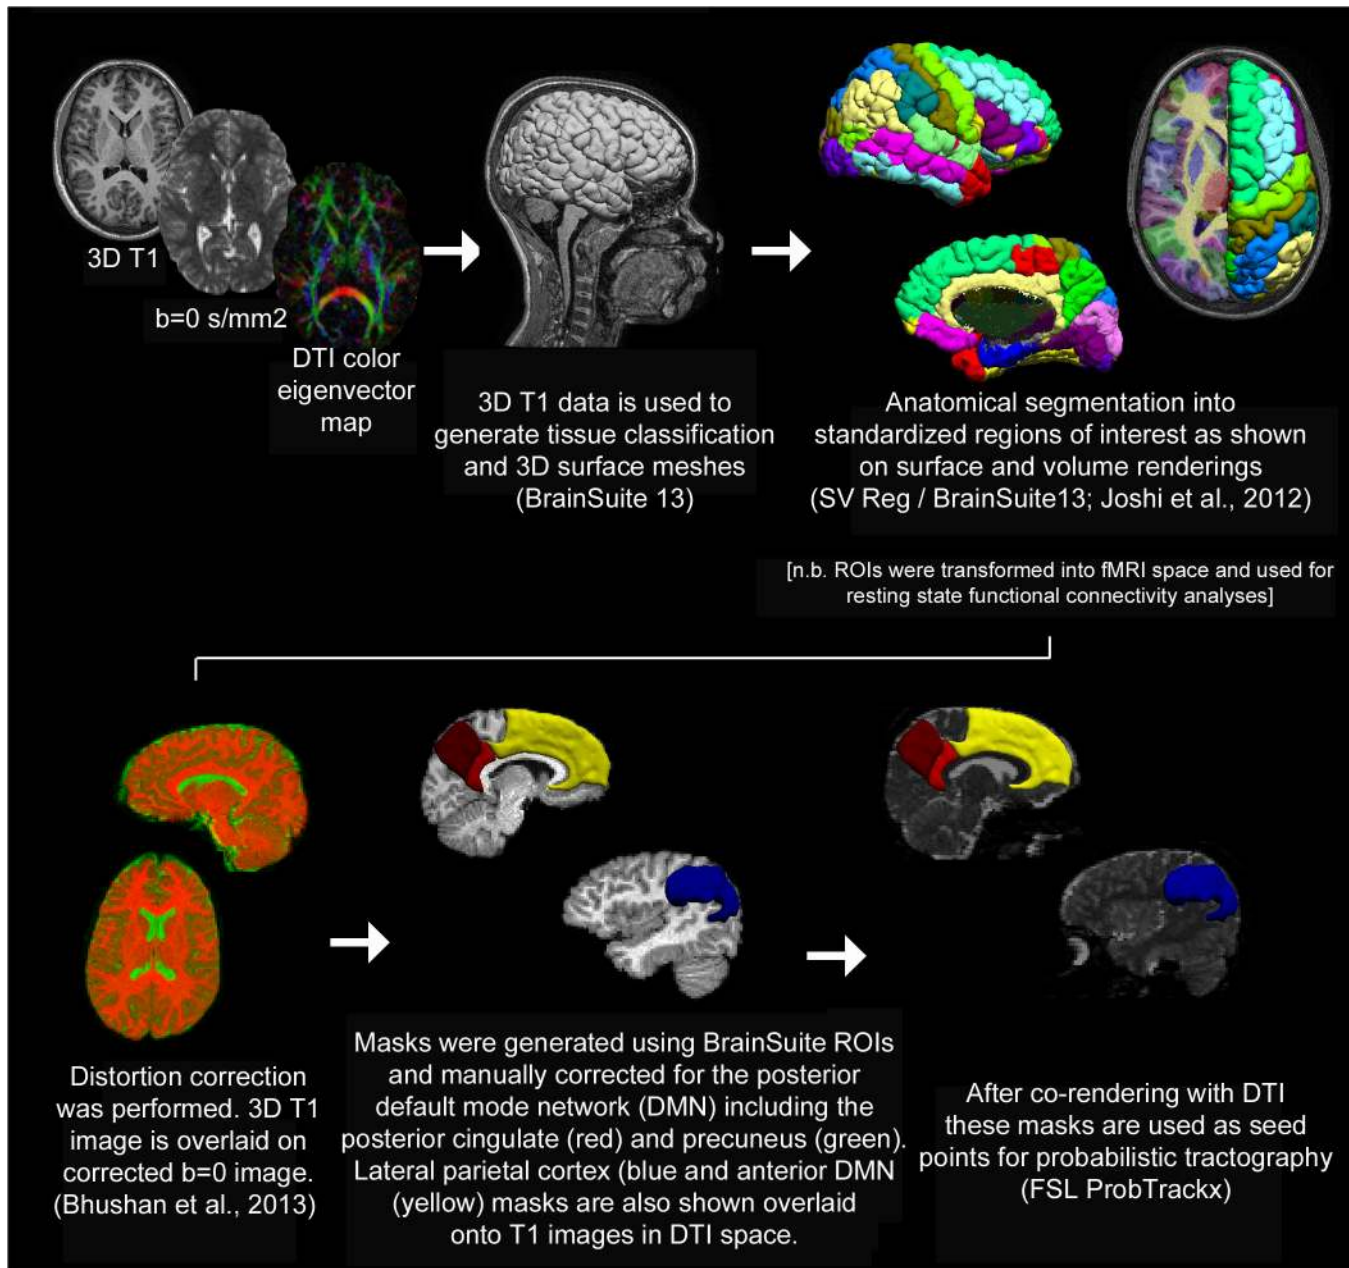 3D T1
b=0 s/mm2
DTI color
eigenvector
map
3D T1 data is used to
generate tissue classification
and 3D surface meshes
(BrainSuite 13)
Anatomical segmentation into
standardized regions of interest as shown
on surface and volume renderings
(SV Reg / BrainSuite13; Joshi et al., 2012)
[n.b. ROIs were transformed into fMRI space and used for
resting state functional connectivity analyses]
Distortion correction
was performed. 3D T1
image is overlaid on
corrected b=0 image.
(Bhushan et al., 2013)
Masks were generated using BrainSuite ROIs
and manually corrected for the posterior
default mode network (DMN) including the
posterior cingulate (red) and precuneus (green).
Lateral parietal cortex (blue and anterior DMN
(yellow) masks are also shown overlaid
onto T1 images in DTI space.
After co-rendering with DTI
these masks are used as seed
points for probabilistic tractography
(FSL ProbTrackx)